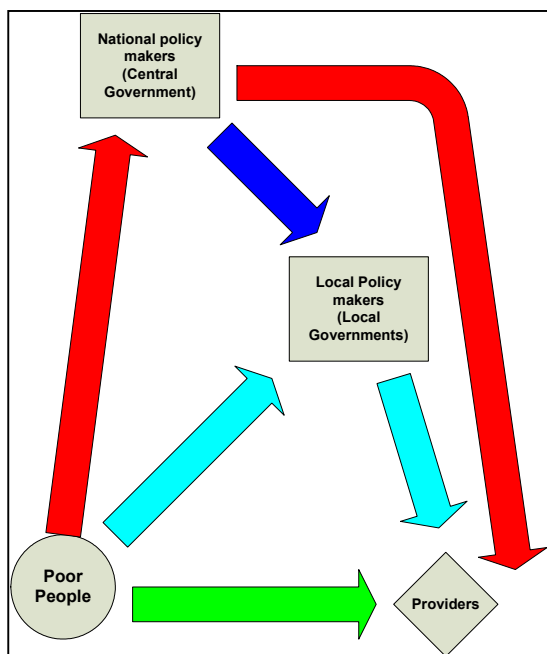 National policy
makers
(Central
Government)
Local Policy
makers
(Local
Governments)
Poor
People
Providers